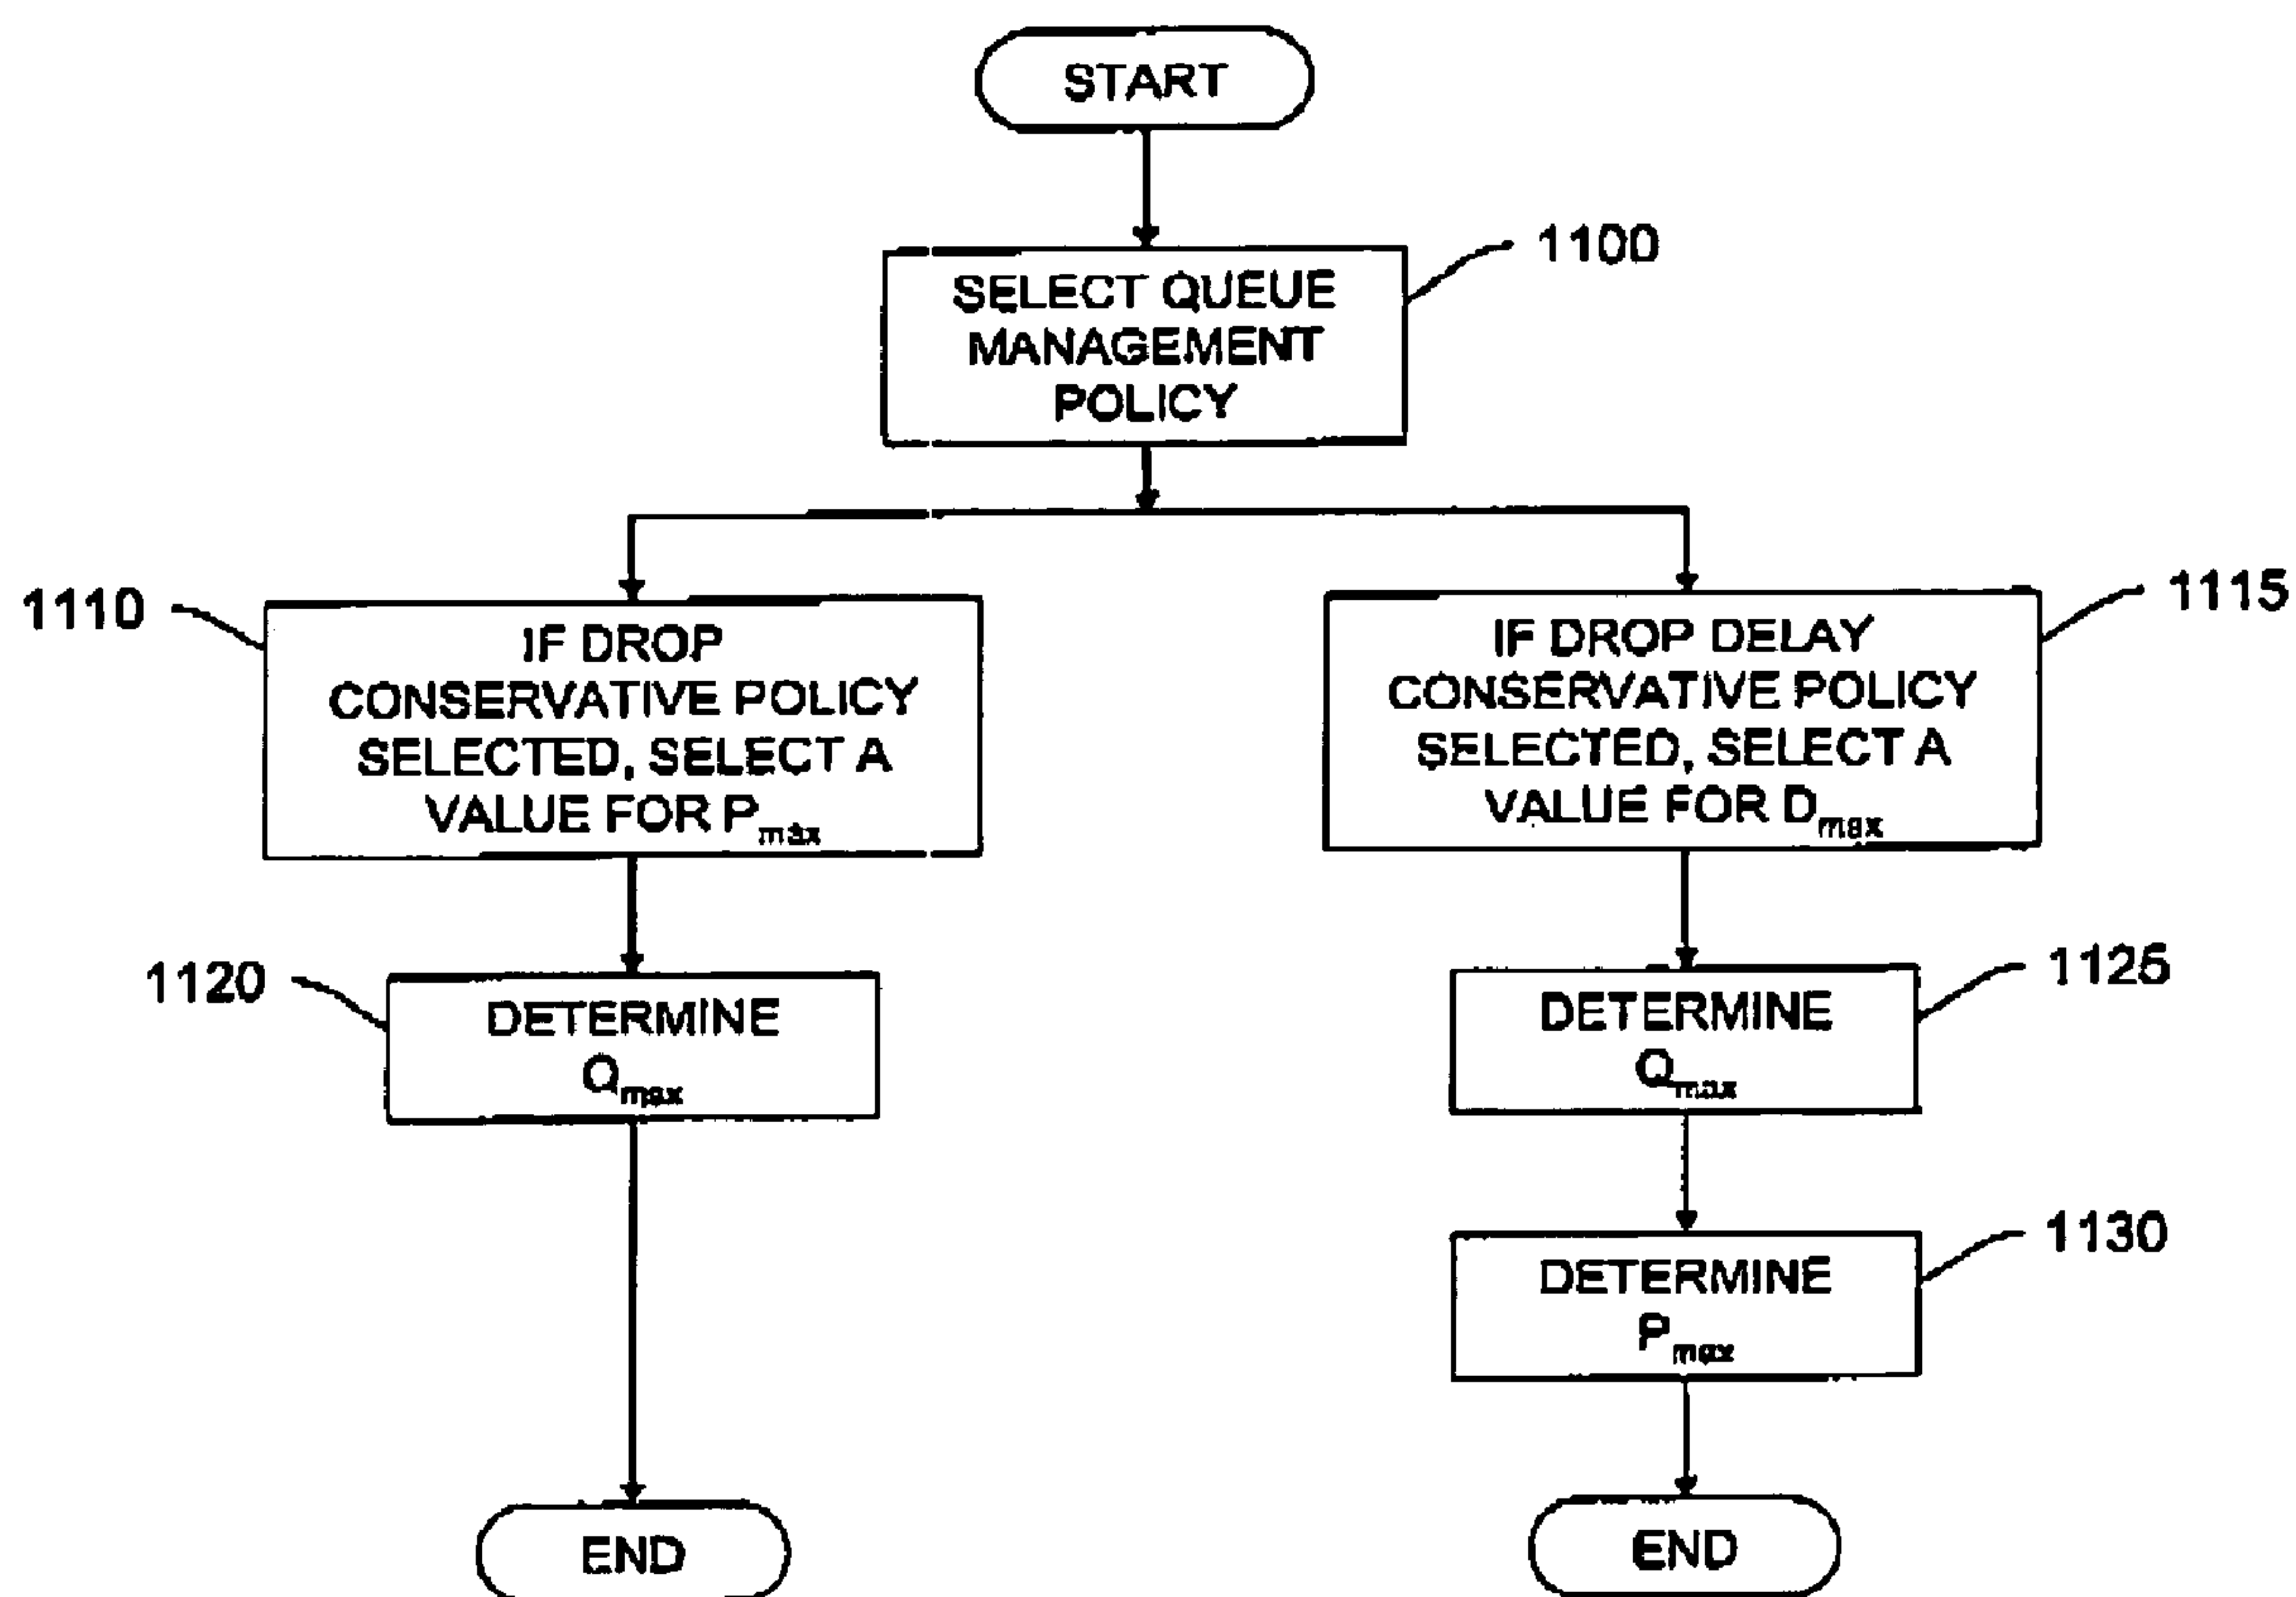 START
1100
SELECT QUEUE
MANAGEMENT
POLICY
1110
IF DROP
CONSERVATIVE POLICY
SELECTED, SELECT A
VALUE FOR Pmax
1115
IF DROP DELAY
CONSERVATIVE POLICY
SELECTED, SELECT A
VALUE FOR Dmax
1120
DETERMINE
Qmax
1125
DETERMINE
Qmax
1130
DETERMINE
Pmax
END
END